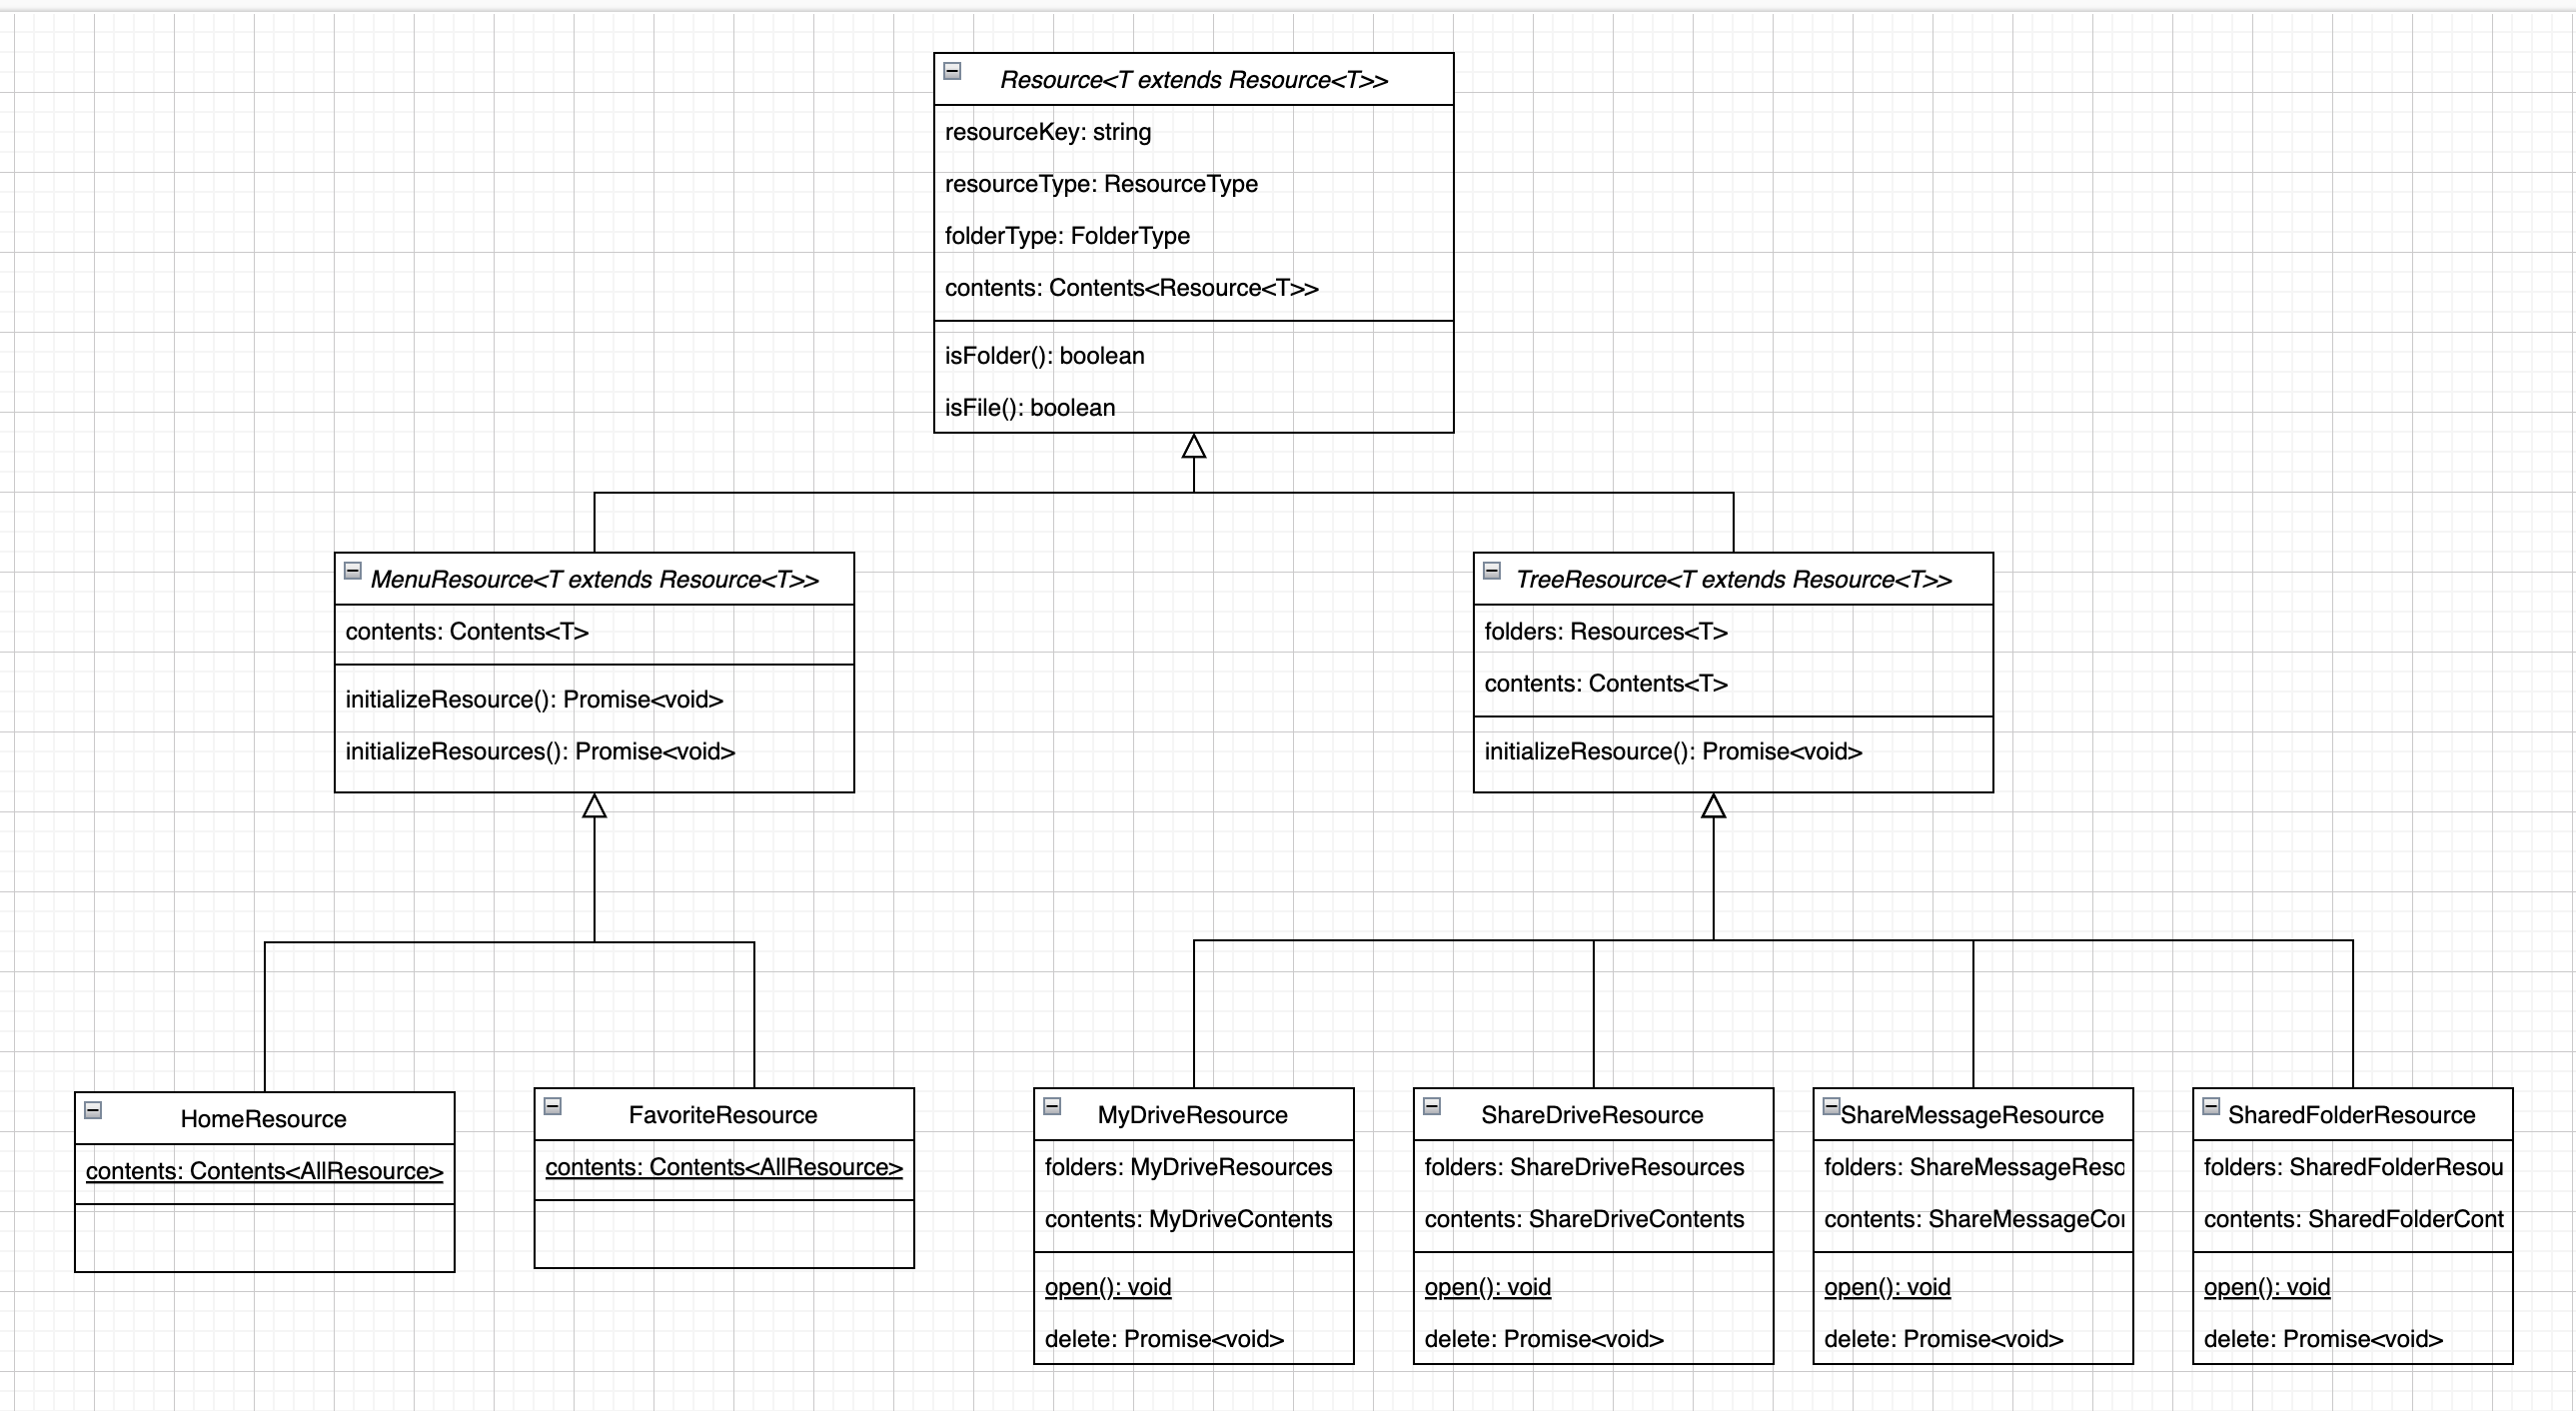 Resource<T extends Resource<T>>
resourceKey: string
resourceType: ResourceType
folderType: FolderType
contents: Contents<Resource<T>>
isFolder(): boolean
isFile(): boolean
MenuResource<T extends Resource<T>>
contents: Contents<T>
initializeResource(): Promise<void>
initializeResources(): Promise<void>
TreeResource<T extends Resource<T>>
folders: Resources<T>
contents: Contents<T>
initializeResource(): Promise<void>
HomeResource
contents: Contents<AllResource>
FavoriteResource
contents: Contents<AllResource>
MyDriveResource
folders: MyDriveResources
contents: MyDriveContents
open(): void
delete: Promise<void>
ShareDriveResource
folders: ShareDriveResources
contents: ShareDriveContents
open(): void
delete: Promise<void>
ShareMessageResource
folders: ShareMessageReso
contents: ShareMessageCo
open(): void
delete: Promise<void>
SharedFolderResource
folders: SharedFolderResou
contents: SharedFolderCont
open(): void
delete: Promise<void>